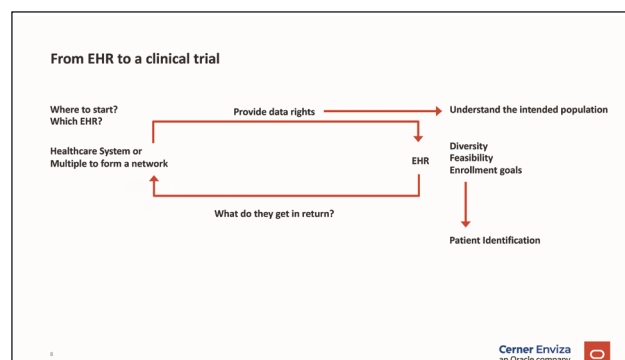 From EHR to a clinical trial
Where to start?
Which EHR?
Provide data rights
Understand the intended population
Healthcare System or
Multiple to form a network
EHR
Diversity
Feasibility
Enrollment goals
What do they get in return?
Patient Identification
8
Cerner Enviza
an Oracle company